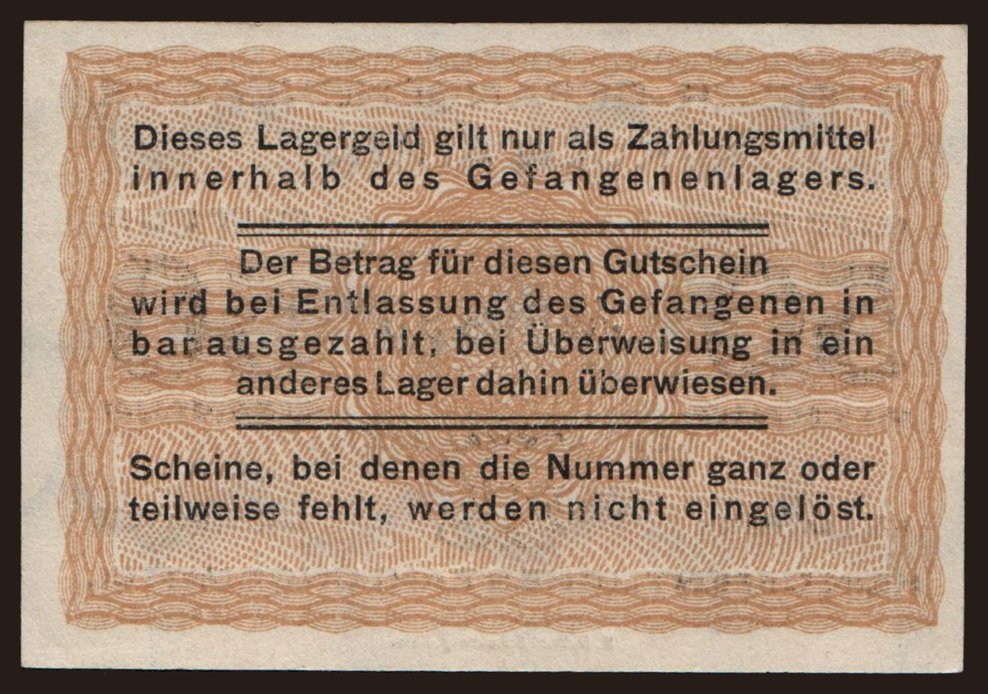 Dieses Lagergeld gilt nur als Zahlungsmittel
innerhalb des Gefangenenlagers.
Der Betrag für diesen Gutschein
wird bei Entlassung des Gefangenen in
bar ausgezahlt, bei Überweisung in ein
anderes Lager dahin überwiesen.
Scheine, bei denen die Nummer ganz oder
teilweise fehlt, werden nicht eingelöst.